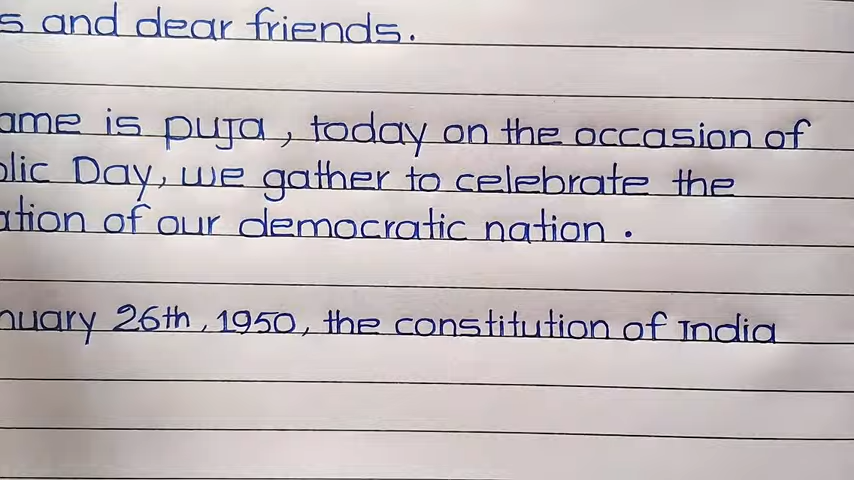 s and dear friends.
ame is puja, today on the occasion of
blic Day, we gather to celebrate the
ation of our democratic nation.
nuary 26th, 1950, the constitution of India